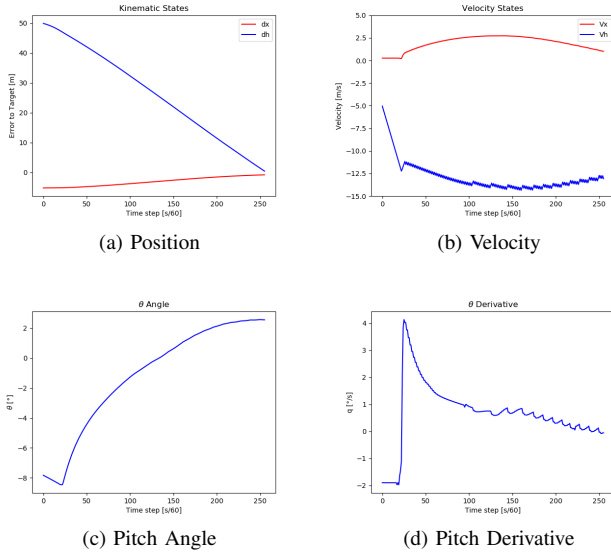 Kinematic States
dx
dh
Error to Target [m]
50
40
30
20
10
0
0 50 100 150 200 250
Time step [s/60]
(a) Position
Velocity States
Vx
Vh
Velocity [m/s]
5.0
2.5
0.0
−2.5
−5.0
−7.5
−10.0
−12.5
−15.0
0 50 100 150 200 250
Time step [s/60]
(b) Velocity
θ Angle
θ [°]
2
0
−2
−4
−6
−8
0 50 100 150 200 250
Time step [s/60]
(c) Pitch Angle
θ Derivative
q [°/s]
4
3
2
1
0
−1
−2
0 50 100 150 200 250
Time step [s/60]
(d) Pitch Derivative